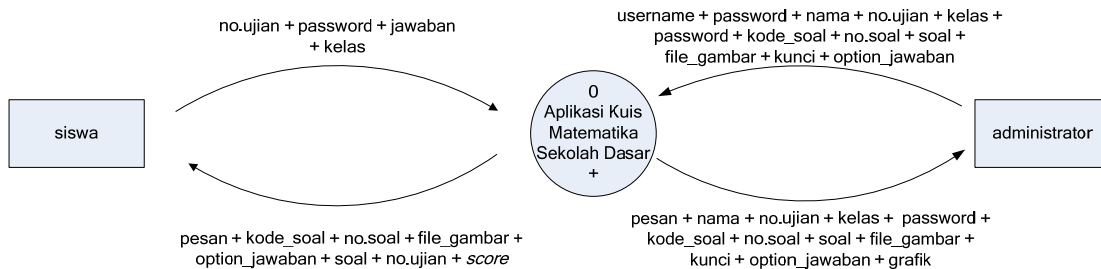 no.ujian + password + jawaban
+ kelas
username + password + nama + no.ujian + kelas +
password + kode_soal + no.soal + soal +
file_gambar + kunci + option_jawaban
siswa
0
Aplikasi Kuis
Matematika
Sekolah Dasar
+
administrator
pesan + kode_soal + no.soal + file_gambar +
option_jawaban + soal + no.ujian + score
pesan + nama + no.ujian + kelas + password +
kode_soal + no.soal + soal + file_gambar +
kunci + option_jawaban + grafik